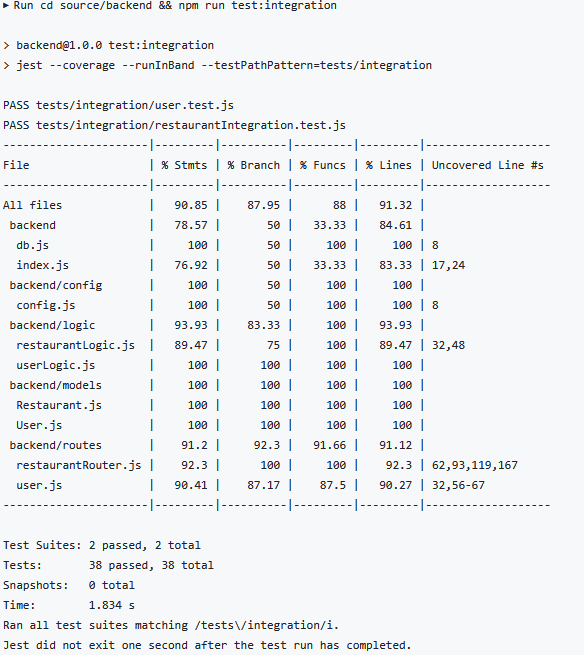 ▶ Run cd source/backend && npm run test:integration
> backend@1.0.0 test:integration
> jest --coverage --runInBand --testPathPattern=tests/integration
PASS tests/integration/user.test.js
PASS tests/integration/restaurantIntegration.test.js
----------------------|---------|----------|---------|---------|-------------------
File                  | % Stmts | % Branch | % Funcs | % Lines | Uncovered Line #s
----------------------|---------|----------|---------|---------|-------------------
All files             |   90.85 |    87.95 |      88 |   91.32 |
 backend              |   78.57 |       50 |   33.33 |   84.61 |
  db.js               |     100 |       50 |     100 |     100 | 8
  index.js            |   76.92 |       50 |   33.33 |   83.33 | 17,24
 backend/config       |     100 |       50 |     100 |     100 |
  config.js           |     100 |       50 |     100 |     100 | 8
 backend/logic        |   93.93 |    83.33 |     100 |   93.93 |
  restaurantLogic.js  |   89.47 |       75 |     100 |   89.47 | 32,48
  userLogic.js        |     100 |      100 |     100 |     100 |
 backend/models       |     100 |      100 |     100 |     100 |
  Restaurant.js       |     100 |      100 |     100 |     100 |
  User.js             |     100 |      100 |     100 |     100 |
 backend/routes       |    91.2 |     92.3 |   91.66 |   91.12 |
  restaurantRouter.js |    92.3 |      100 |     100 |    92.3 | 62,93,119,167
  user.js             |   90.41 |    87.17 |    87.5 |   90.27 | 32,56-67
----------------------|---------|----------|---------|---------|-------------------
Test Suites: 2 passed, 2 total
Tests:       38 passed, 38 total
Snapshots:   0 total
Time:        1.834 s
Ran all test suites matching /tests\/integration/i.
Jest did not exit one second after the test run has completed.